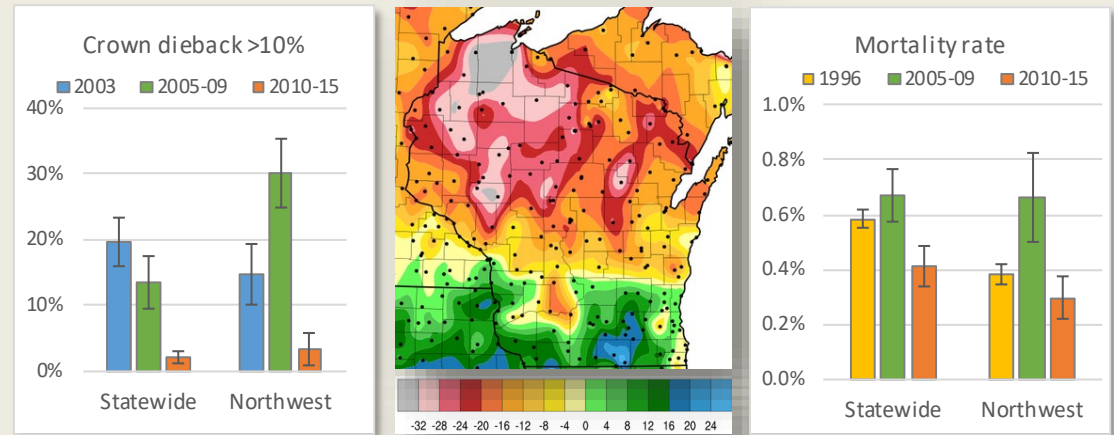 Crown dieback >10%
2003 2005-09 2010-15
40%
30%
20%
10%
0%
Statewide Northwest
-32 -28 -24 -20 -16 -12 -8 -4 0 4 8 12 16 20 24
Mortality rate
1996 2005-09 2010-15
1.0%
0.8%
0.6%
0.4%
0.2%
0.0%
Statewide Northwest